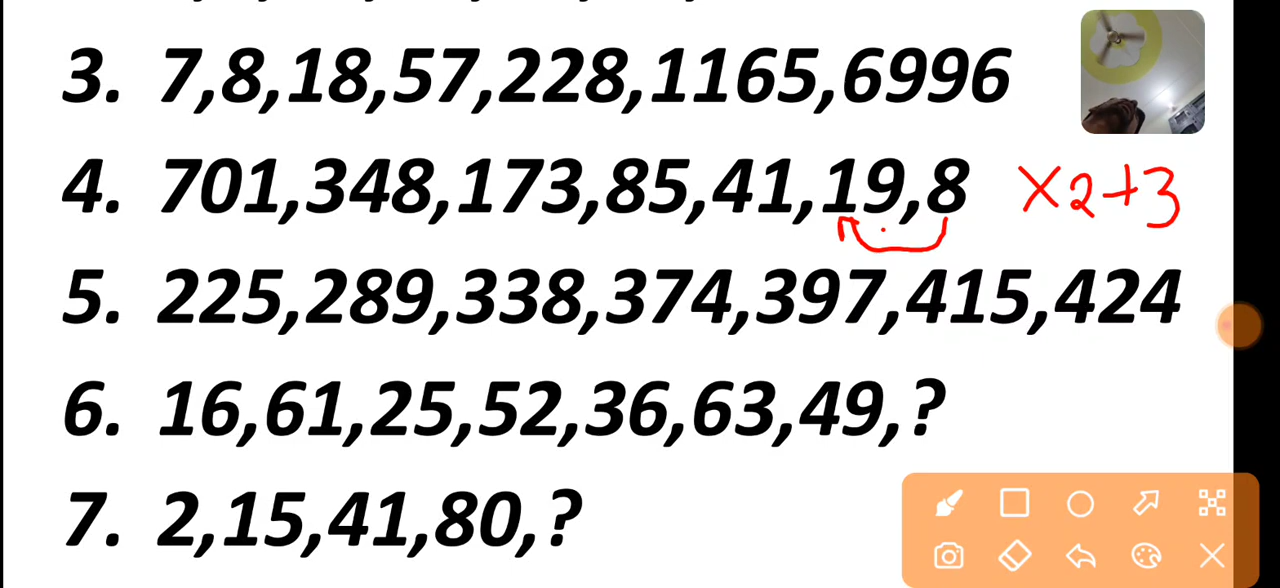 3. 7,8,18,57,228,1165,6996
4. 701,348,173,85,41,19,8 ×2+3
5. 225,289,338,374,397,415,424
6. 16,61,25,52,36,63,49,?
7. 2,15,41,80,?